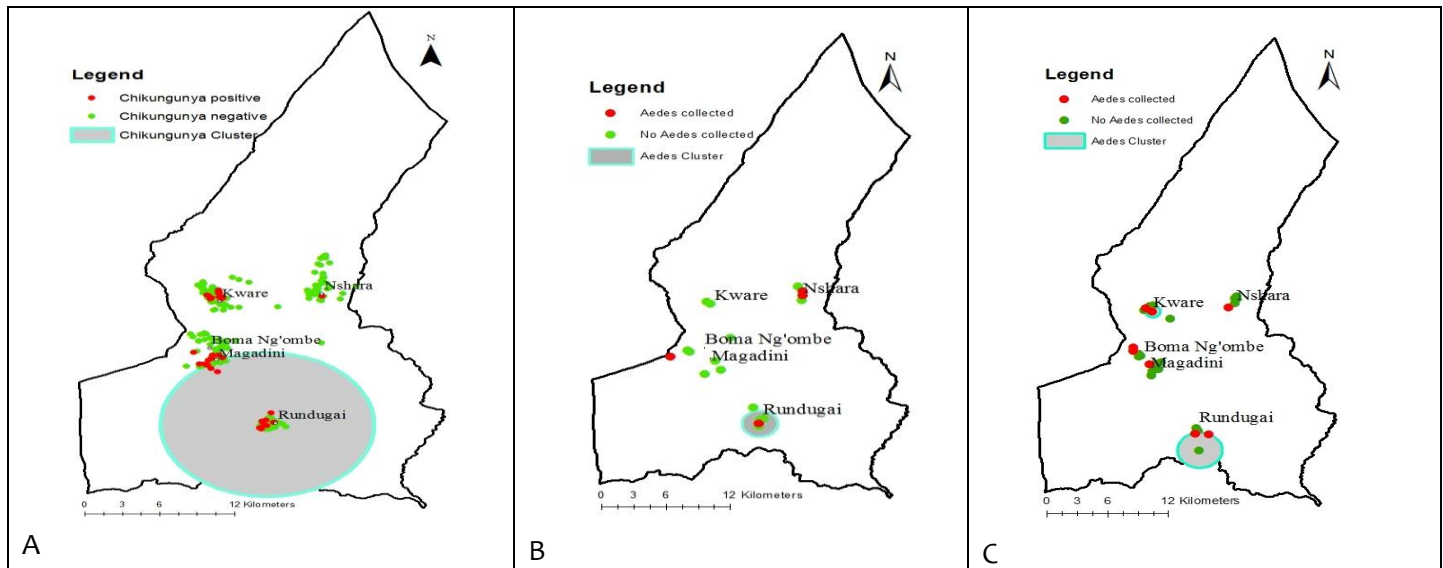 N
Legend
Chikungunya positive
Chikungunya negative
Chikungunya Cluster
Kware
Nshara
Boma Ng'ombe
Magadini
Rundugai
0 3 6 12 Kilometers
A
N
Legend
Aedes collected
No Aedes collected
Aedes Cluster
Kware
Nshara
Boma Ng'ombe
Magadini
Rundugai
0 3 6 12 Kilometers
B
N
Legend
Aedes collected
No Aedes collected
Aedes Cluster
Kware
Nshara
Boma Ng'ombe
Magadini
Rundugai
0 3 6 12 Kilometers
C